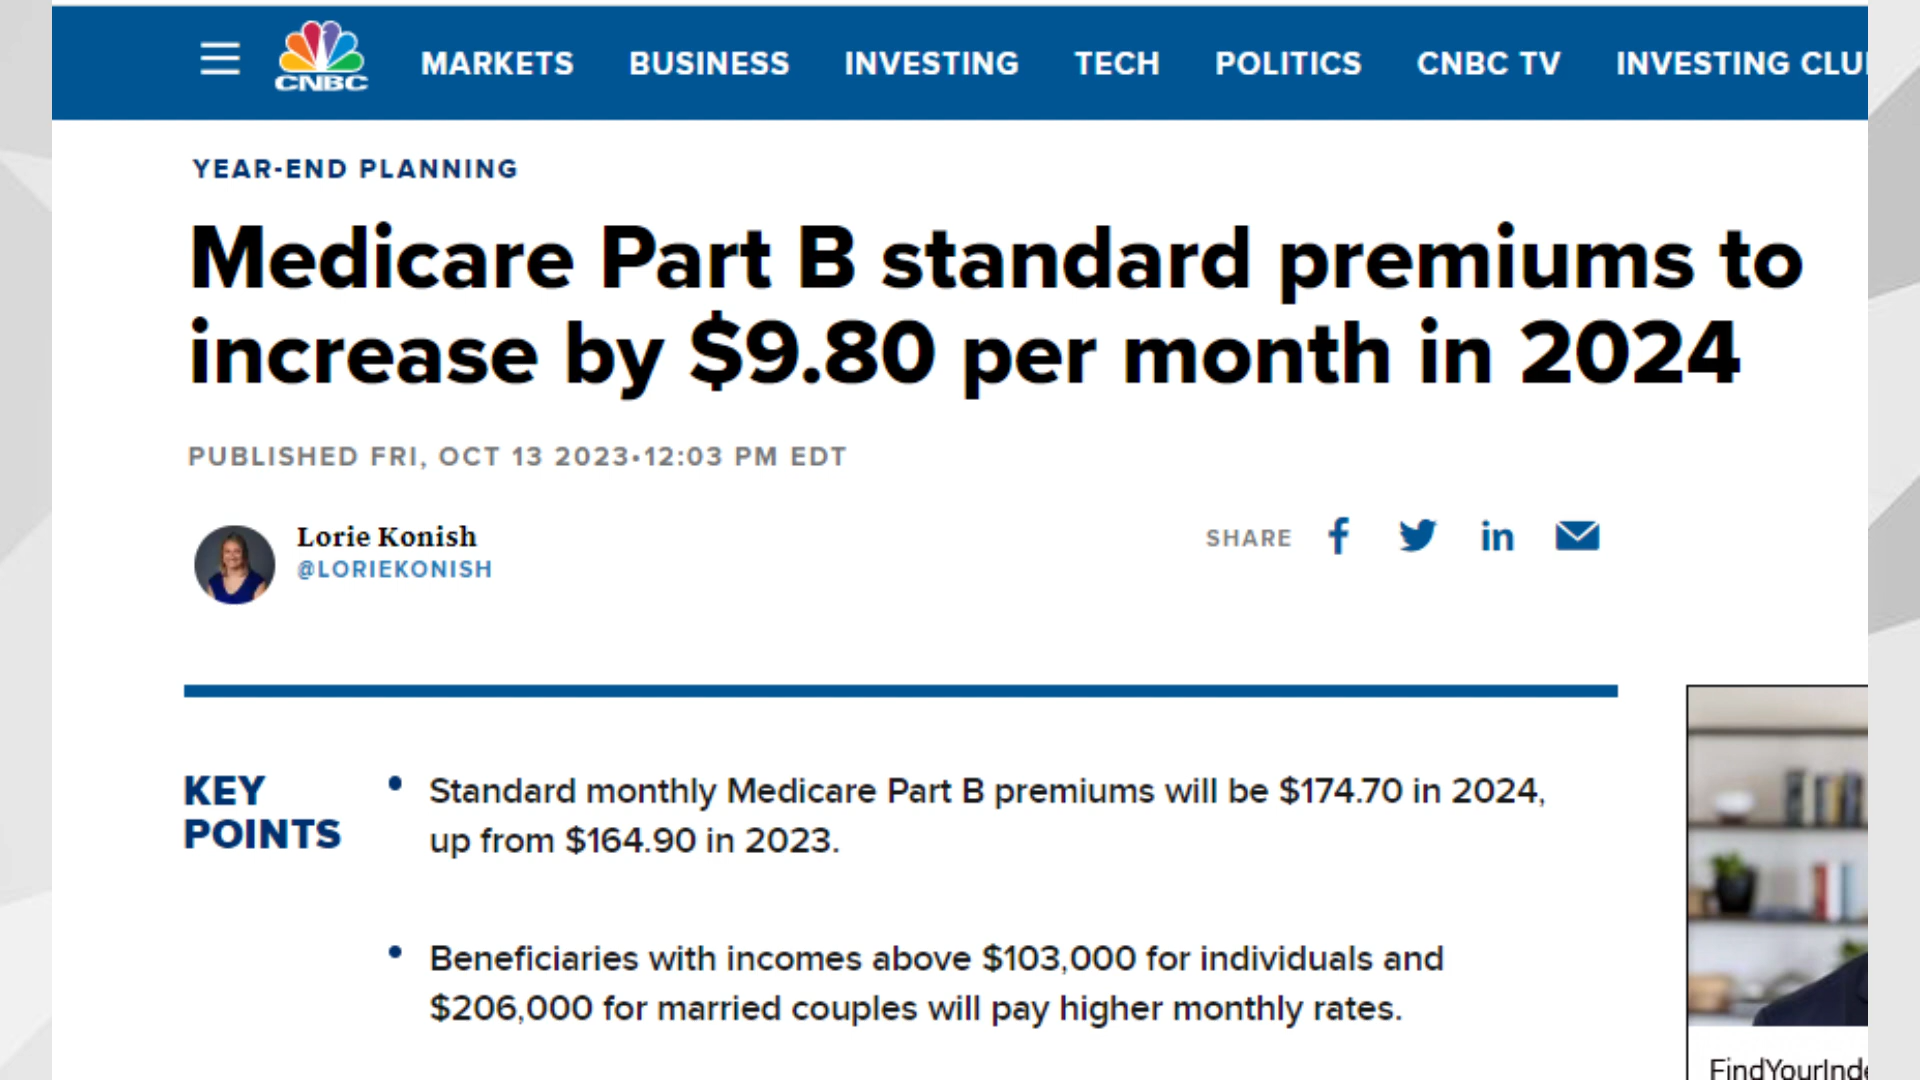 CNBC
MARKETS BUSINESS INVESTING TECH POLITICS CNBC TV INVESTING
YEAR-END PLANNING
Medicare Part B standard premiums to
increase by $9.80 per month in 2024
PUBLISHED FRI, OCT 13 2023•12:03 PM EDT
Lorie Konish
@LORIEKONISH
SHARE f in
KEY
POINTS
• Standard monthly Medicare Part B premiums will be $174.70 in 2024,
up from $164.90 in 2023.
• Beneficiaries with incomes above $103,000 for individuals and
$206,000 for married couples will pay higher monthly rates.